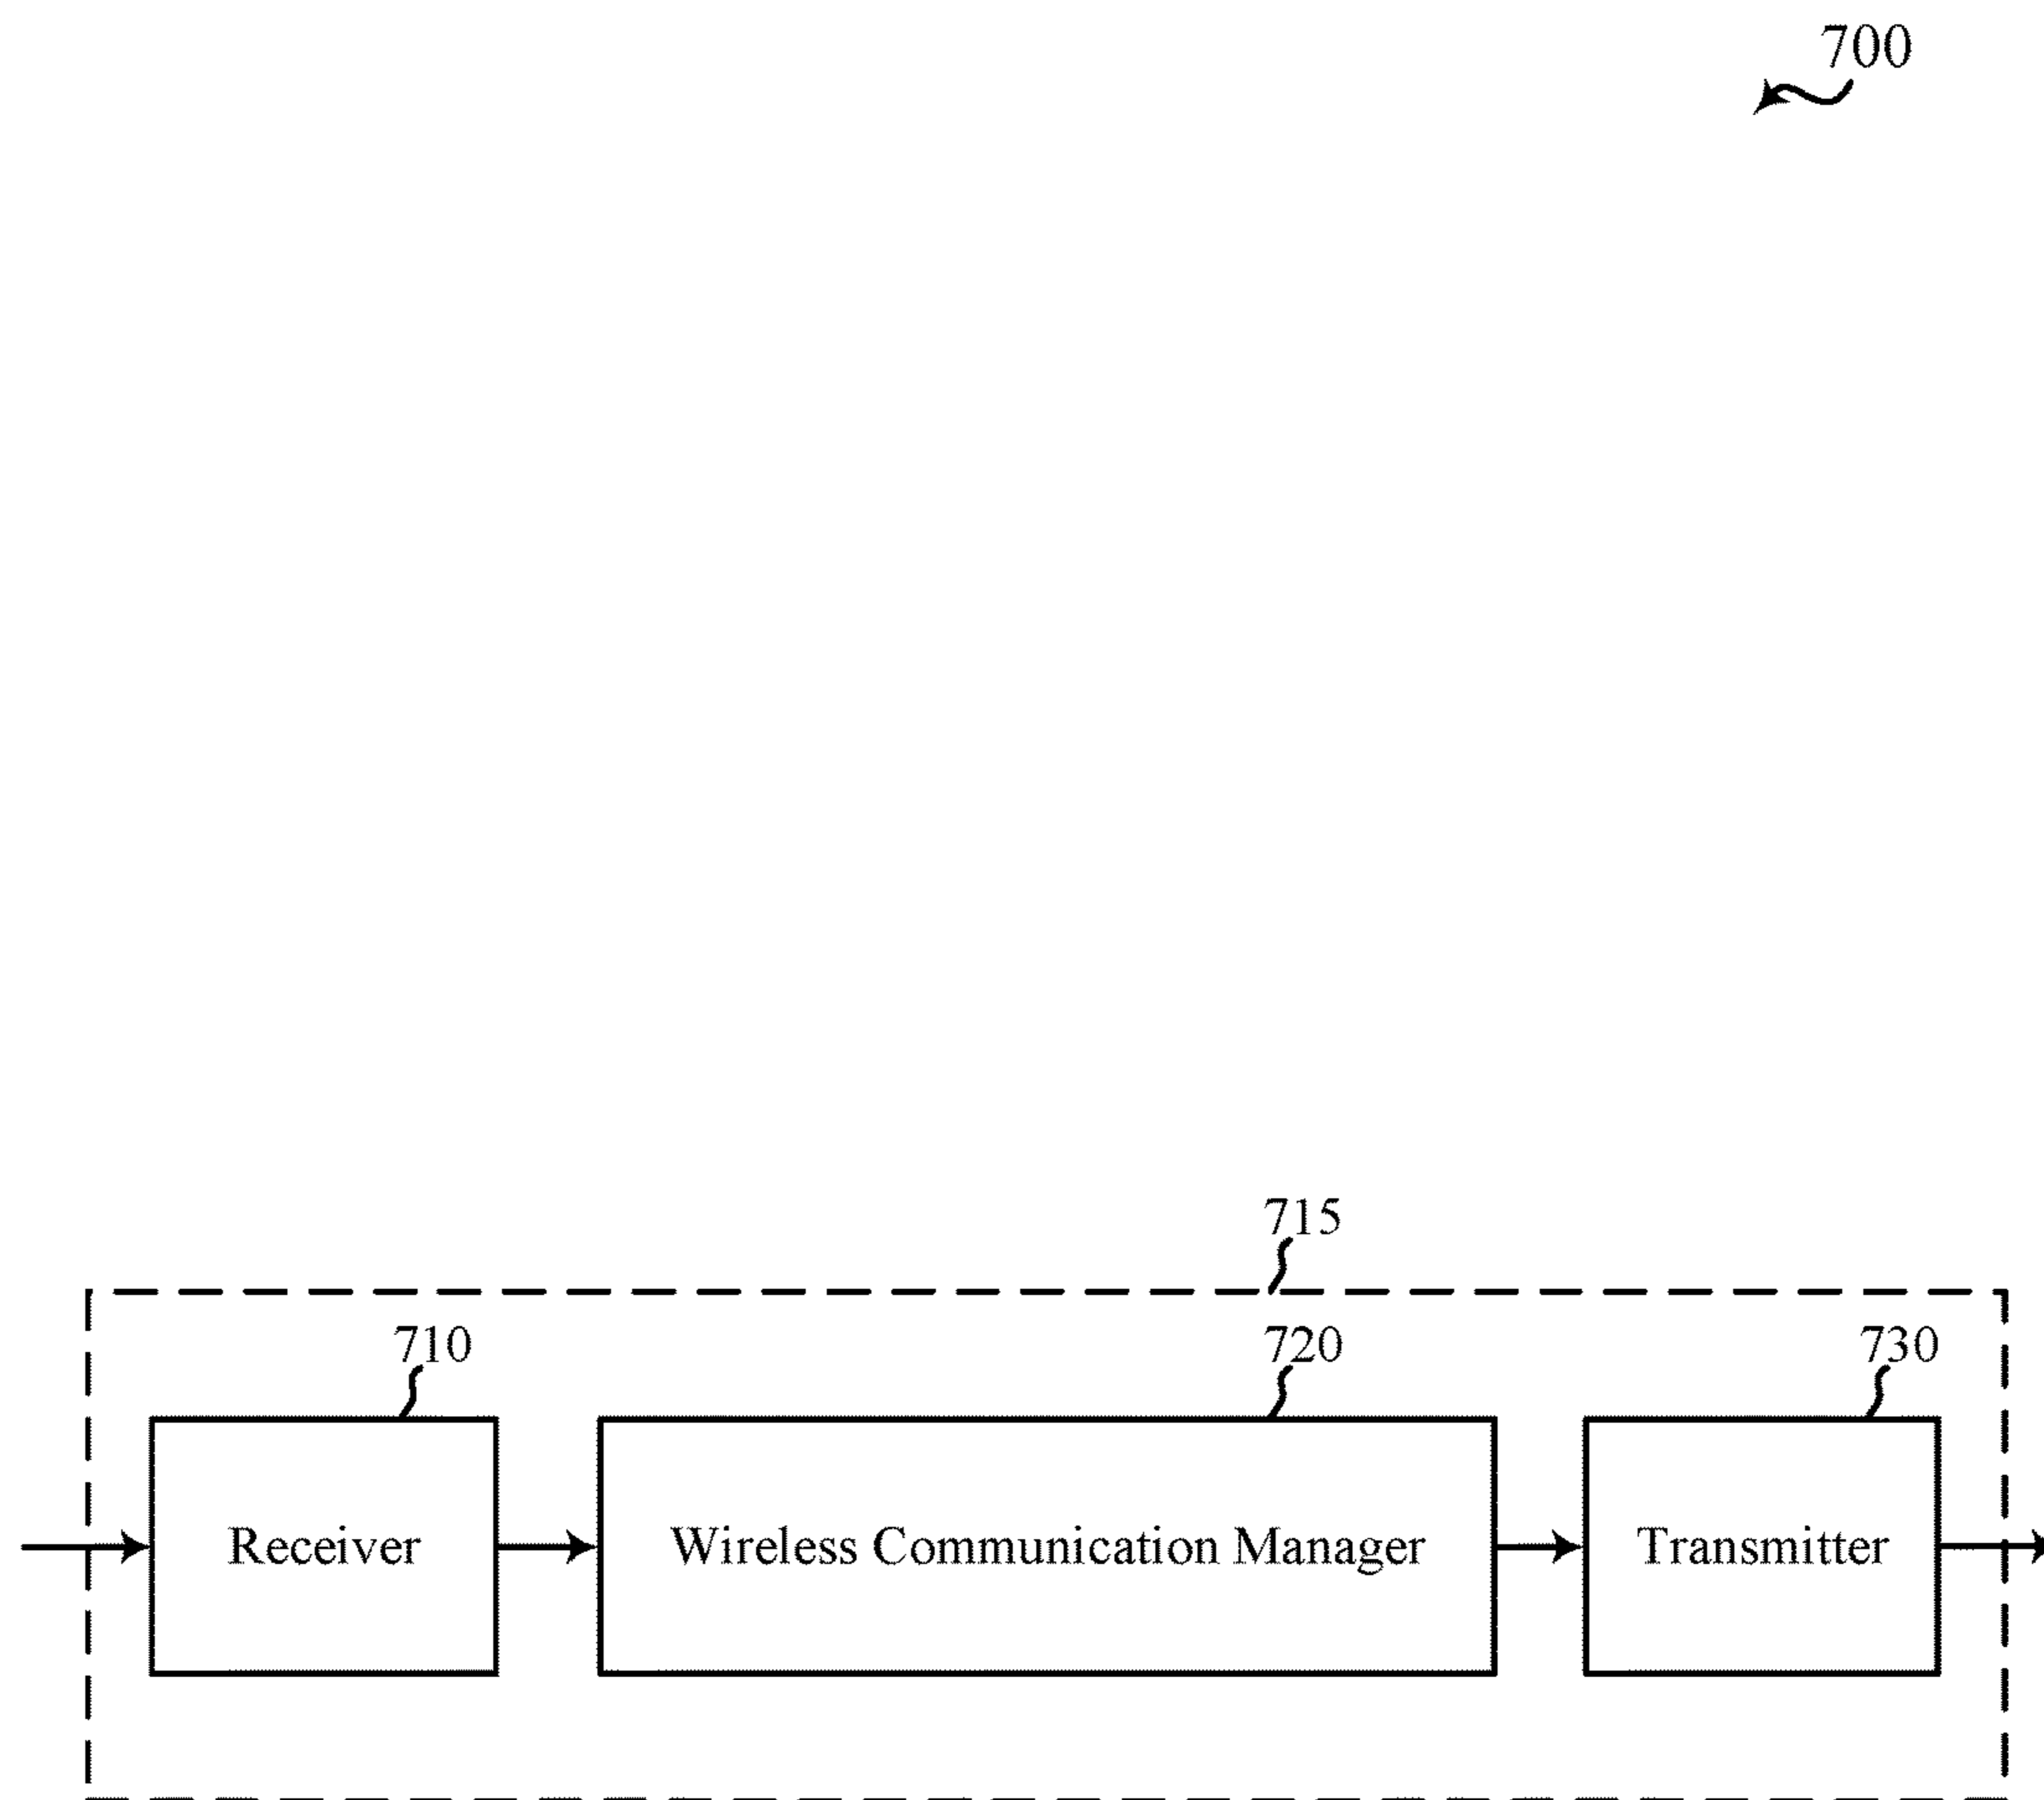 700
715
710
720
730
Receiver
Wireless Communication Manager
Transmitter